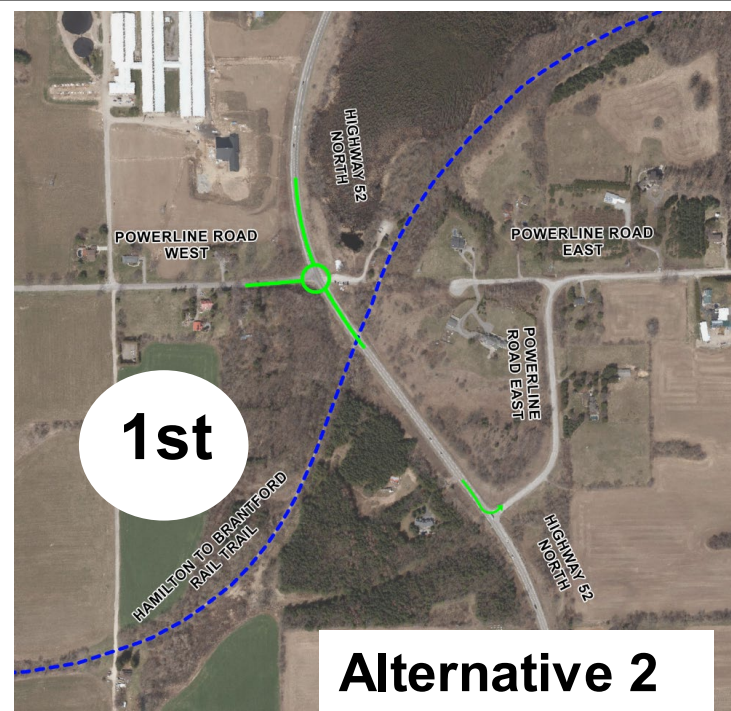 HIGHWAY 52
NORTH
POWERLINE ROAD
WEST
POWERLINE ROAD
EAST
POWERLINE
ROAD EAST
1st
HAMILTON TO BRANTFORD
RAIL TRAIL
HIGHWAY 52
NORTH
Alternative 2